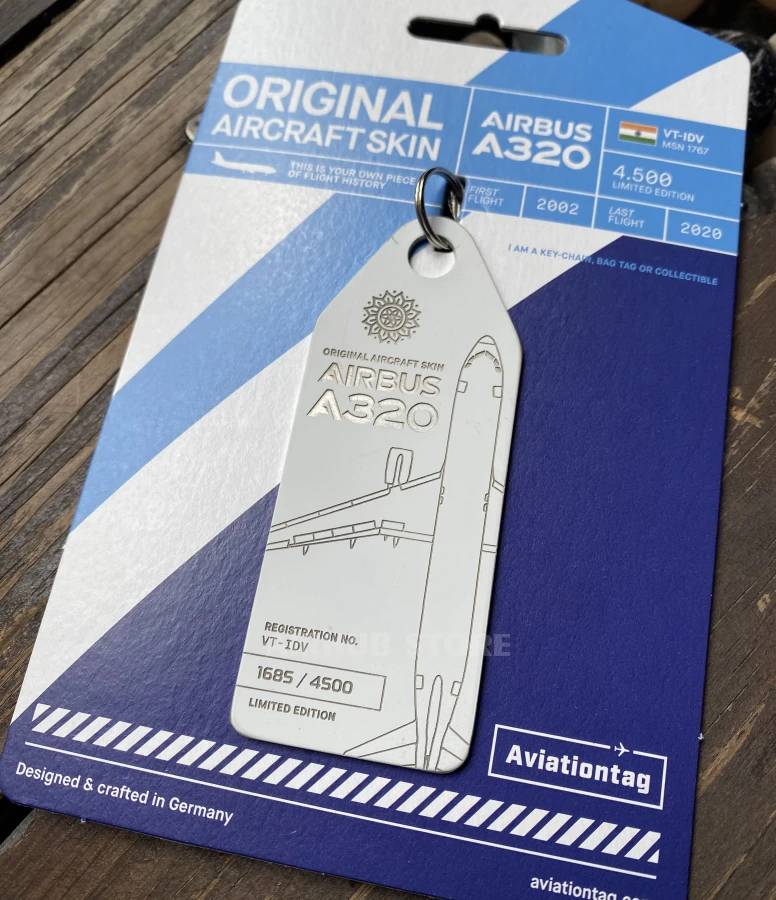 ORIGINAL
AIRCRAFT SKIN
THIS IS YOUR OWN PIECE
OF FLIGHT HISTORY
AIRBUS
A320
VT-IDV
MSN 1767
4.500
LIMITED EDITION
FIRST
FLIGHT
2002
LAST
FLIGHT
2020
I AM A KEY-CHAIN, BAG TAG OR COLLECTIBLE
ORIGINAL AIRCRAFT SKIN
AIRBUS
A320
REGISTRATION NO.
VT-IDV
1685 / 4500
LIMITED EDITION
STORE
Aviationtag
Designed & crafted in Germany
aviationtag